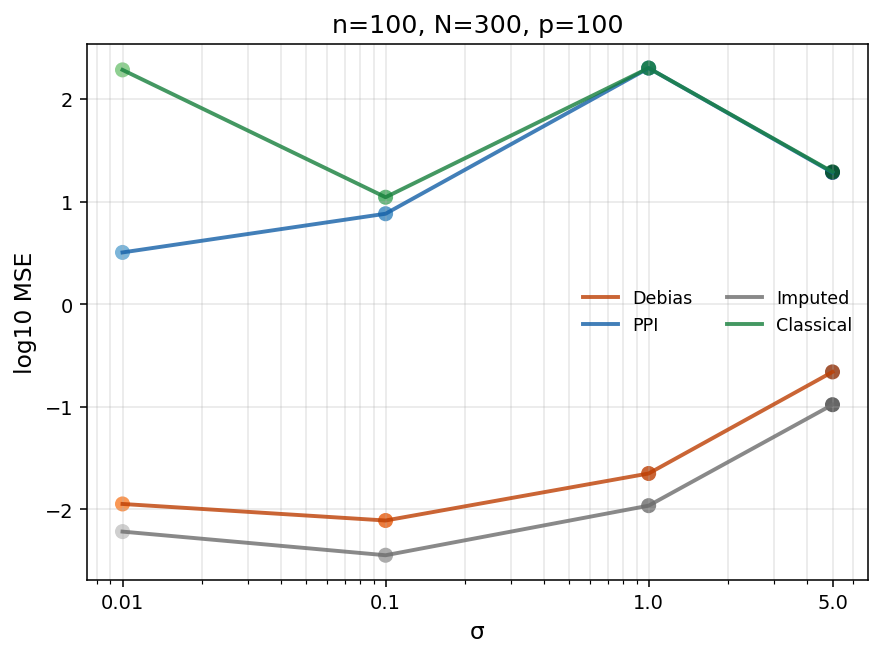 n=100, N=300, p=100
log10 MSE
2
1
0
−1
−2
Debias
PPI
Imputed
Classical
0.01
0.1
1.0
5.0
σ